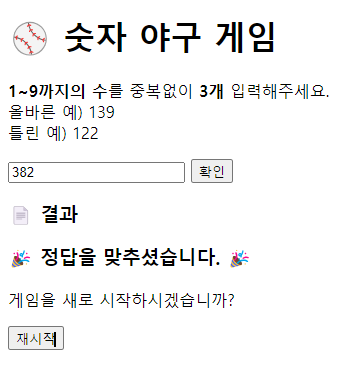 숫자 야구 게임
1~9까지의 수를 중복없이 3개 입력해주세요.
올바른 예) 139
틀린 예) 122
382 확인
결과
정답을 맞추셨습니다.
게임을 새로 시작하시겠습니까?
재시작